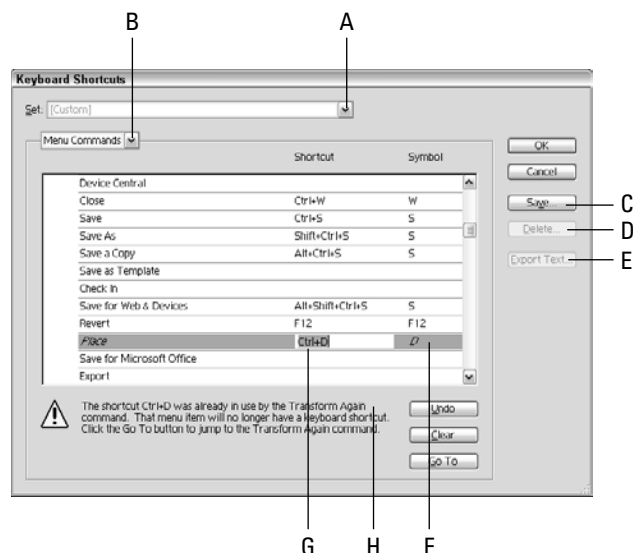 B A
Keyboard Shortcuts
Set: [Custom]
Menu Commands
Shortcut Symbol
OK
Cancel
Device Central
Close Ctrl+W W
Save Ctrl+S S
Save... C
Save As Shift+Ctrl+S S
Delete... D
Save a Copy Alt+Ctrl+S S
Export Text... E
Save as Template
Check In
Save for Web & Devices Alt+Shift+Ctrl+S S
Revert F12 F12
Place Ctrl+D D
Save for Microsoft Office
Export
The shortcut Ctrl+D was already in use by the Transform Again
command. That menu item will no longer have a keyboard shortcut.
Click the Go To button to jump to the Transform Again command.
Undo
Clear
Go To
G H F